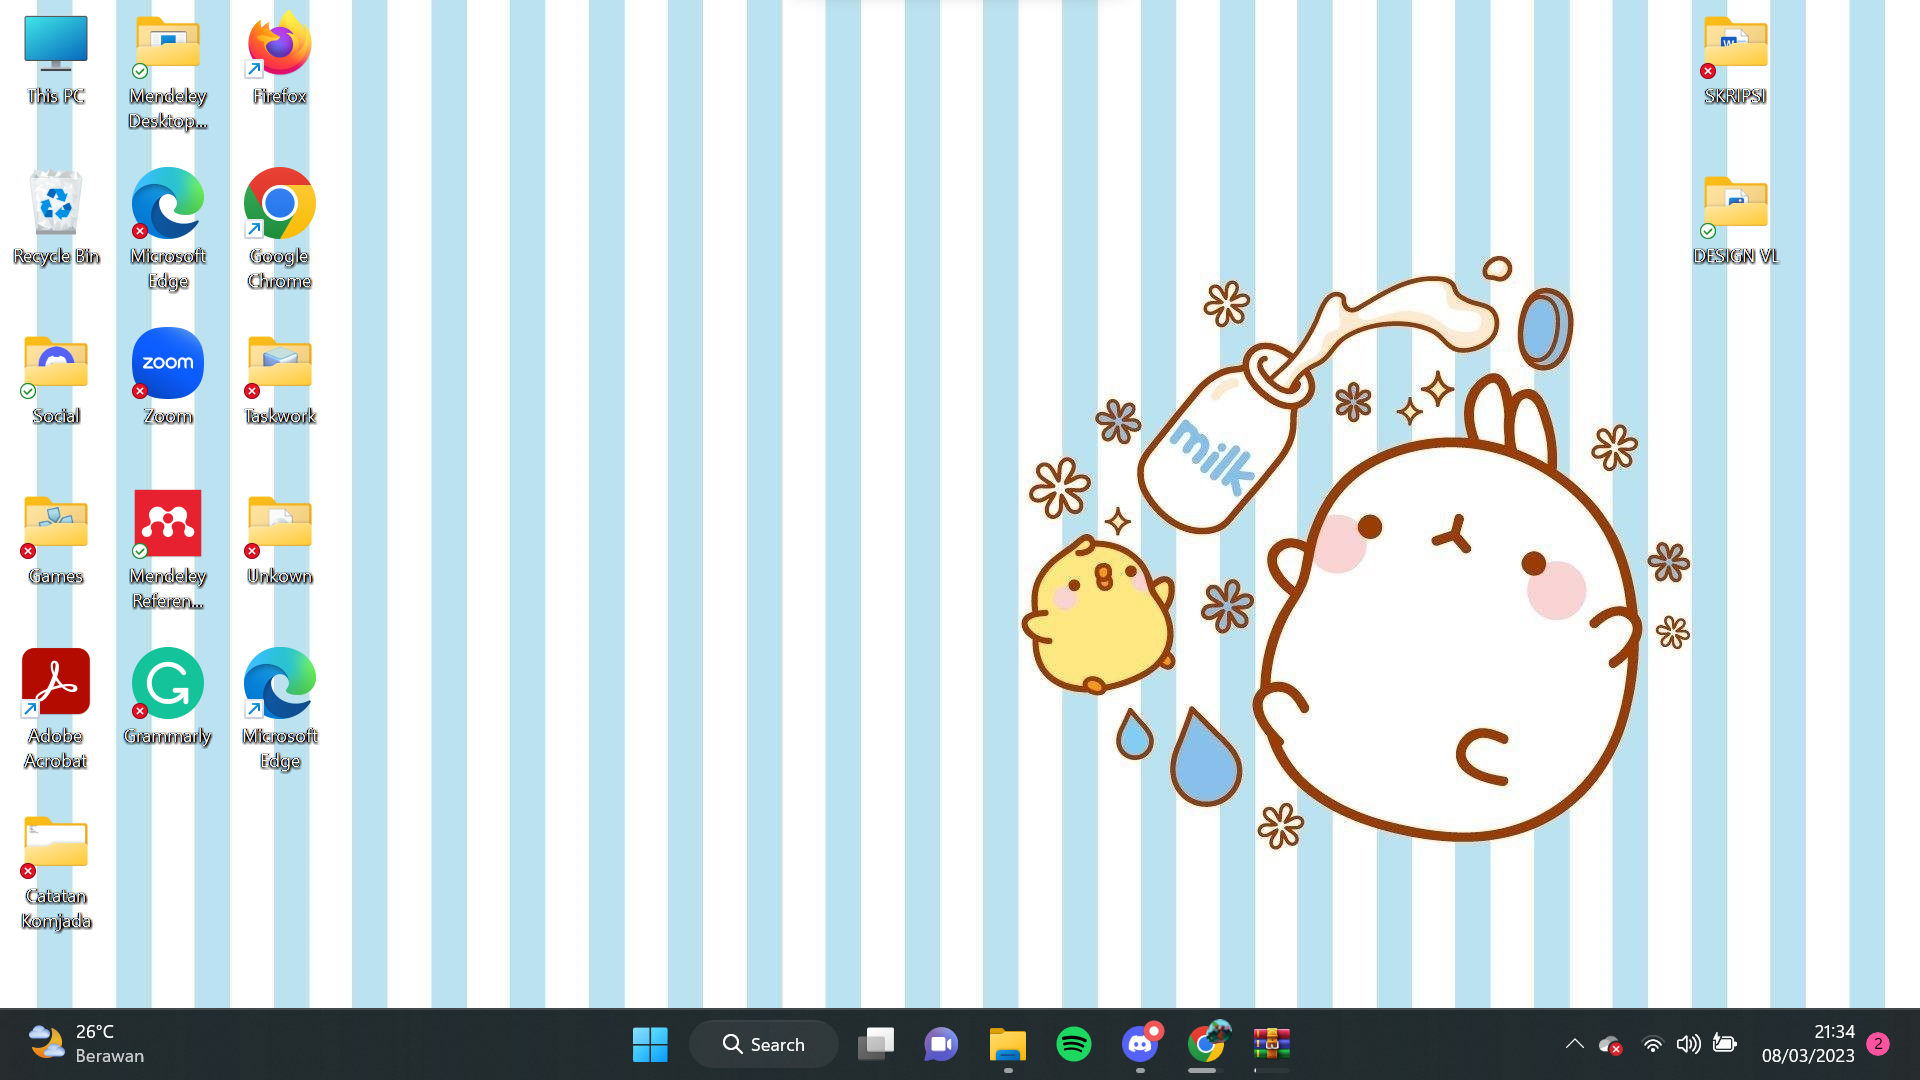 This PC
Mendeley
Desktop...
Firefox
SKRIPSI
Recycle Bin
Microsoft
Edge
Google
Chrome
DESIGN VL
Social
zoom
Zoom
Taskwork
milk
Games
Mendeley
Referen...
Unkown
Adobe
Acrobat
Grammarly
Microsoft
Edge
Catatan
Komjada
26°C
Berawan
Search
21:34
08/03/2023
2